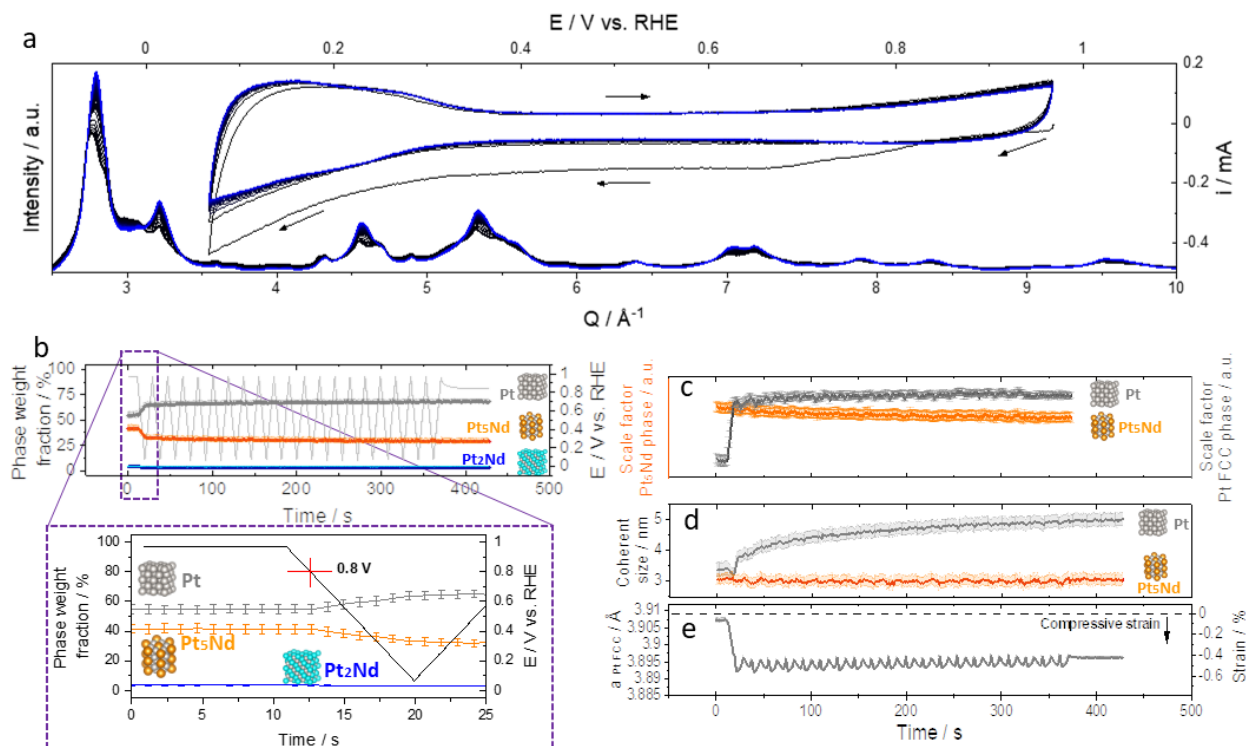 a
E / V vs. RHE
0 0.2 0.4 0.6 0.8 1
Intensity / a.u.
0.2
0
-0.2
-0.4
i / mA
3 4 5 6 7 8 9 10
Q / Å⁻¹
b
Phase weight
fraction / %
100
75
50
25
0
Pt
Pt₅Nd
Pt₂Nd
1
0.8
0.6
0.4
0.2
0
E / V vs. RHE
-100 0 100 200 300 400 500
Time / s
Phase weight
fraction / %
100
80
60
40
20
0
0.8 V
Pt
Pt₅Nd
Pt₂Nd
1
0.8
0.6
0.4
0.2
0
E / V vs. RHE
0 5 10 15 20 25
Time / s
c
Scale factor
Pt₅Nd phase / a.u.
Pt
Pt₅Nd
Scale factor
Pt FCC phase / a.u.
d
Coherent
size / nm
5
4
3
Pt
Pt₅Nd
e
a Pt FCC / Å
3.91
3.905
3.9
3.895
3.89
3.885
Compressive strain
0
-0.2
-0.4
-0.6
Strain / %
0 100 200 300 400 500
Time / s